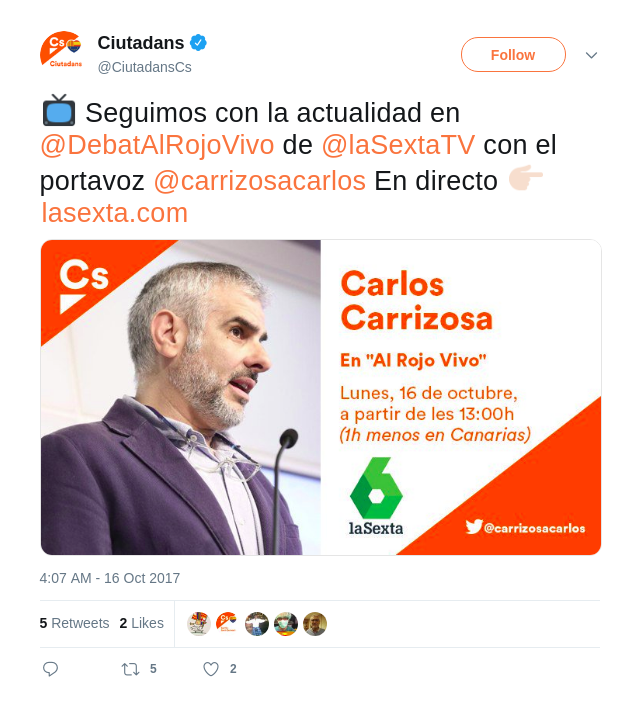 Ciutadans
@CiutadansCs
Follow
Seguimos con la actualidad en
@DebatAlRojoVivo de @laSextaTV con el
portavoz @carrizosacarlos En directo
lasexta.com
Cs
Carlos
Carrizosa
En "Al Rojo Vivo"
Lunes, 16 de octubre,
a partir de les 13:00h
(1h menos en Canarias)
laSexta
@carrizosacarlos
4:07 AM - 16 Oct 2017
5 Retweets 2 Likes
5 2